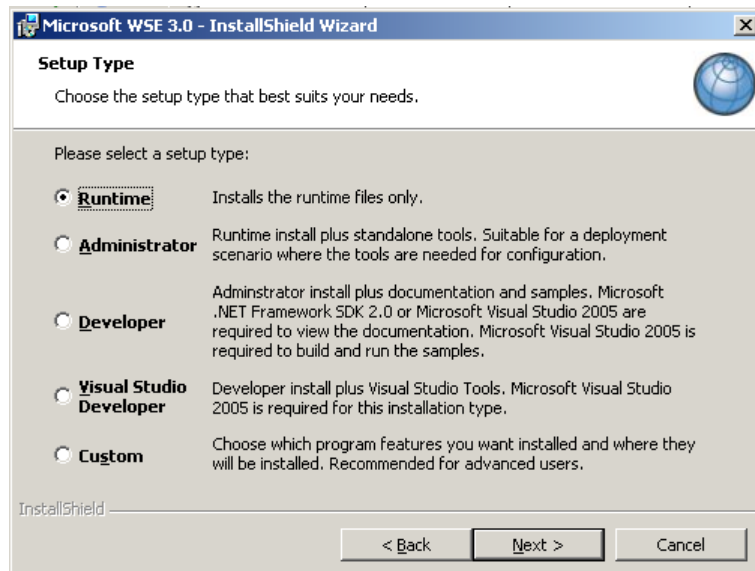 Microsoft WSE 3.0 - InstallShield Wizard
Setup Type
Choose the setup type that best suits your needs.
Please select a setup type:
Runtime
Installs the runtime files only.
Administrator
Runtime install plus standalone tools. Suitable for a deployment
scenario where the tools are needed for configuration.
Developer
Adminstrator install plus documentation and samples. Microsoft
.NET Framework SDK 2.0 or Microsoft Visual Studio 2005 are
required to view the documentation. Microsoft Visual Studio 2005 is
required to build and run the samples.
Visual Studio
Developer
Developer install plus Visual Studio Tools. Microsoft Visual Studio
2005 is required for this installation type.
Custom
Choose which program features you want installed and where they
will be installed. Recommended for advanced users.
InstallShield
< Back
Next >
Cancel